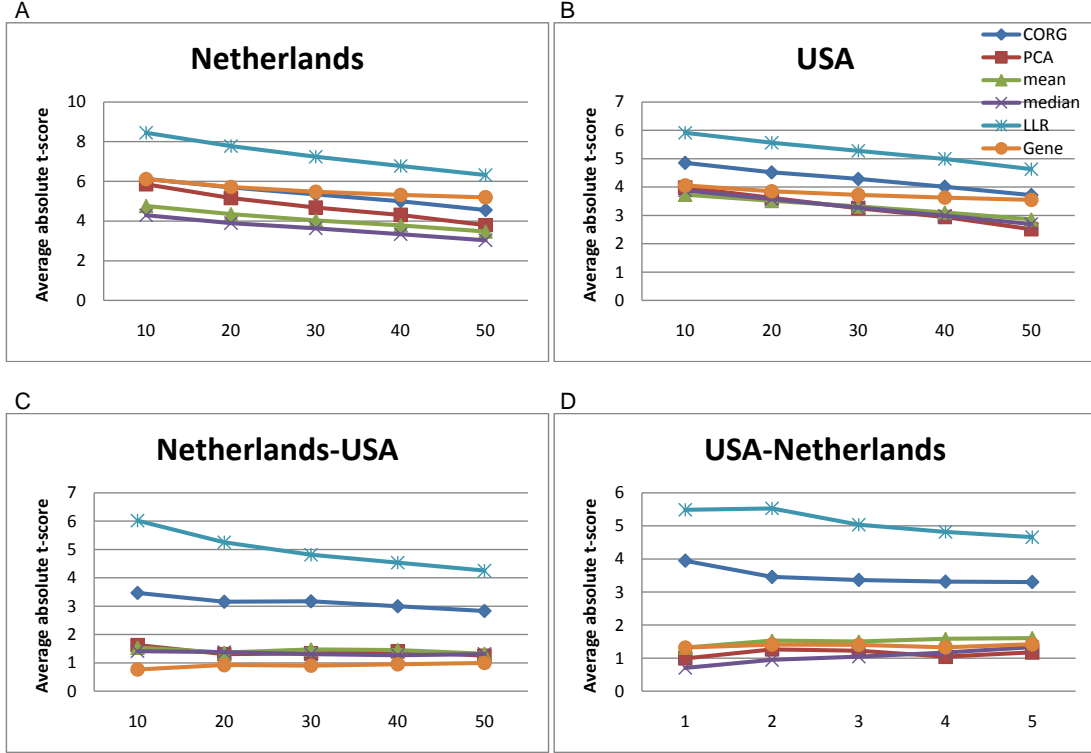 A
Netherlands
Average absolute t-score
10
8
6
4
2
0
10 20 30 40 50
B
USA
CORG
PCA
mean
median
LLR
Gene
Average absolute t-score
7
6
5
4
3
2
1
0
10 20 30 40 50
C
Netherlands-USA
Average absolute t-score
7
6
5
4
3
2
1
0
10 20 30 40 50
D
USA-Netherlands
Average absolute t-score
6
5
4
3
2
1
0
1 2 3 4 5